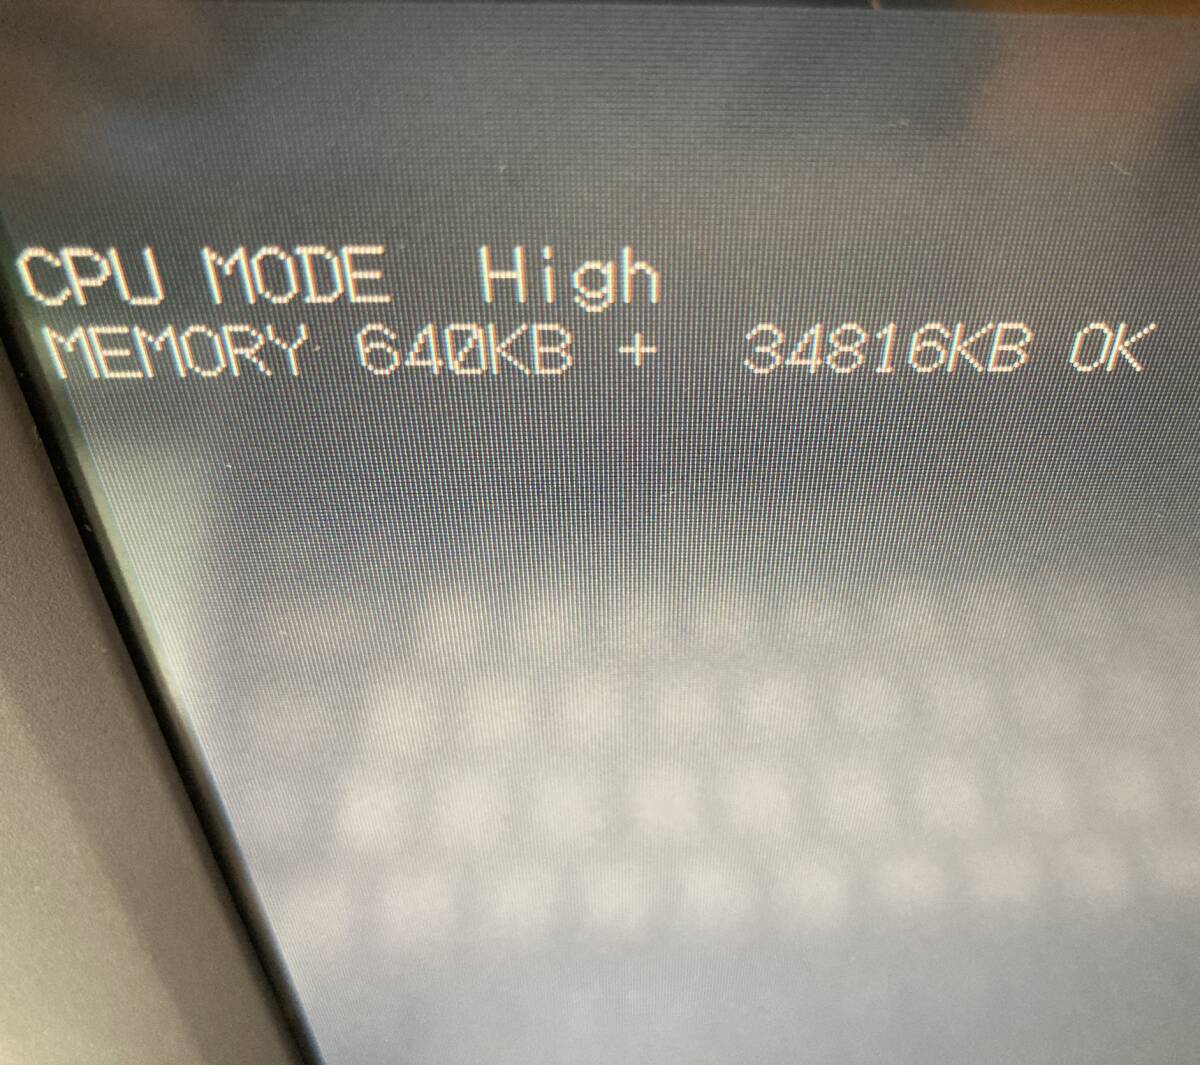 CPU MODE  High
MEMORY 640KB +  34816KB OK